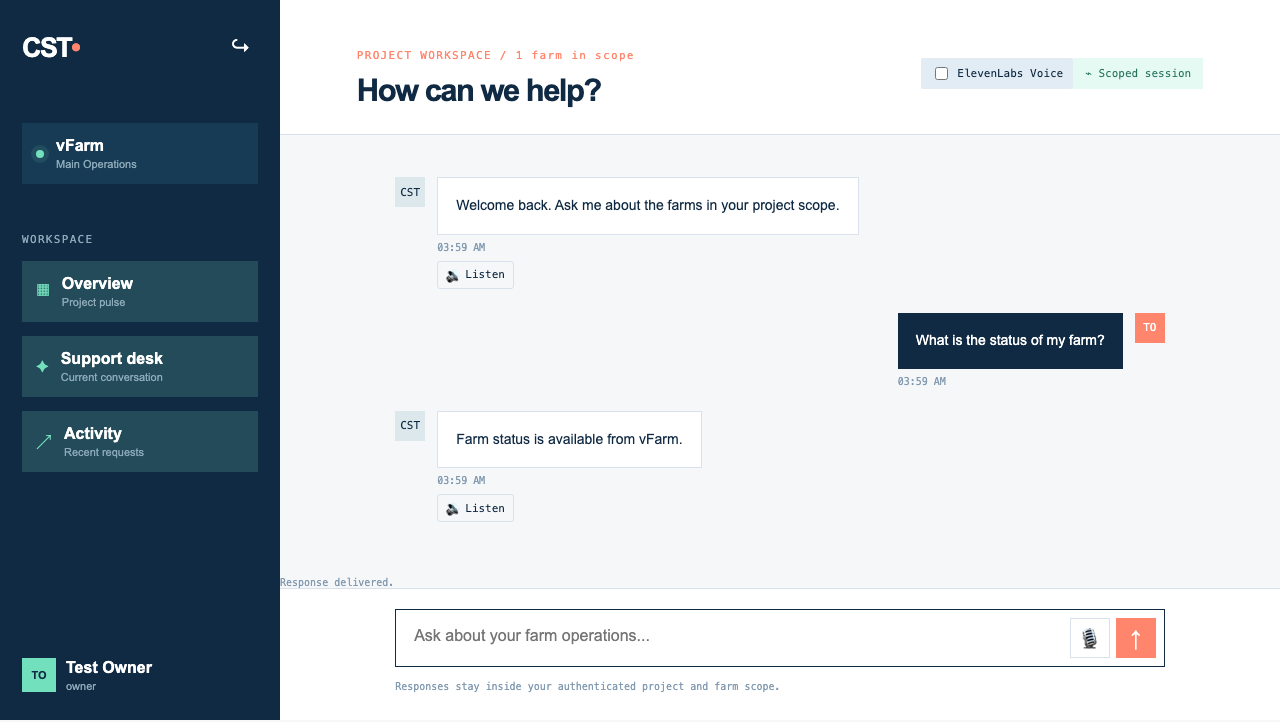 CST
vFarm
Main Operations
WORKSPACE
Overview
Project pulse
Support desk
Current conversation
Activity
Recent requests
TO
Test Owner
owner
PROJECT WORKSPACE / 1 farm in scope
How can we help?
ElevenLabs Voice
Scoped session
CST
Welcome back. Ask me about the farms in your project scope.
03:59 AM
Listen
What is the status of my farm?
TO
03:59 AM
CST
Farm status is available from vFarm.
03:59 AM
Listen
Response delivered.
Ask about your farm operations...
Responses stay inside your authenticated project and farm scope.